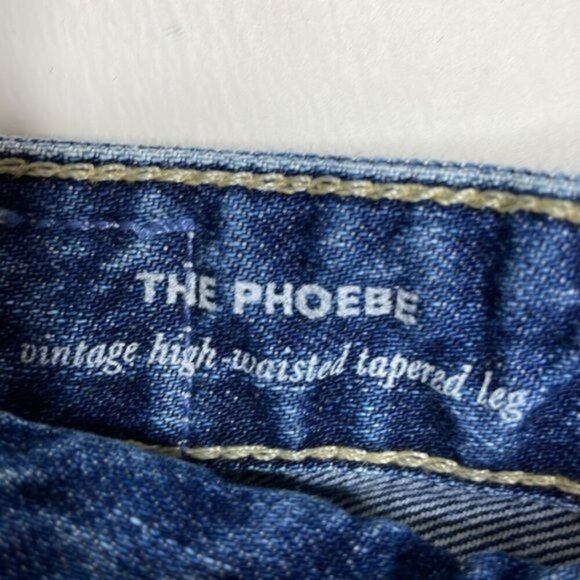 THE PHOEBE
vintage high-waisted tapered leg